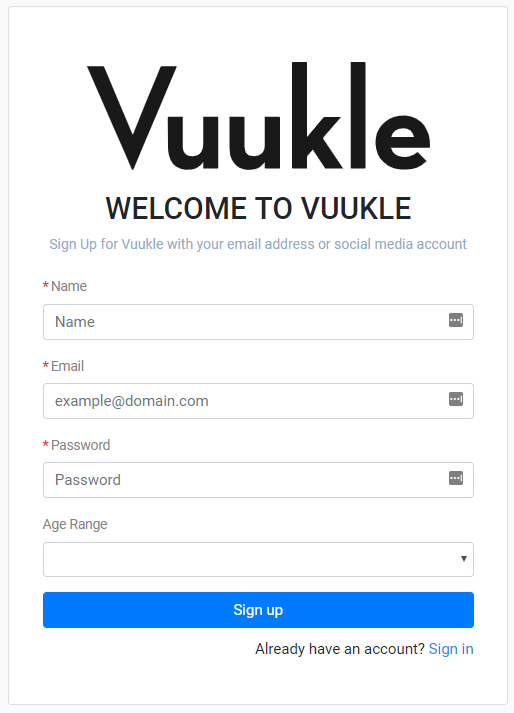 Vuukle
WELCOME TO VUUKLE
Sign Up for Vuukle with your email address or social media account
* Name
Name
* Email
example@domain.com
* Password
Password
Age Range
Sign up
Already have an account? Sign in